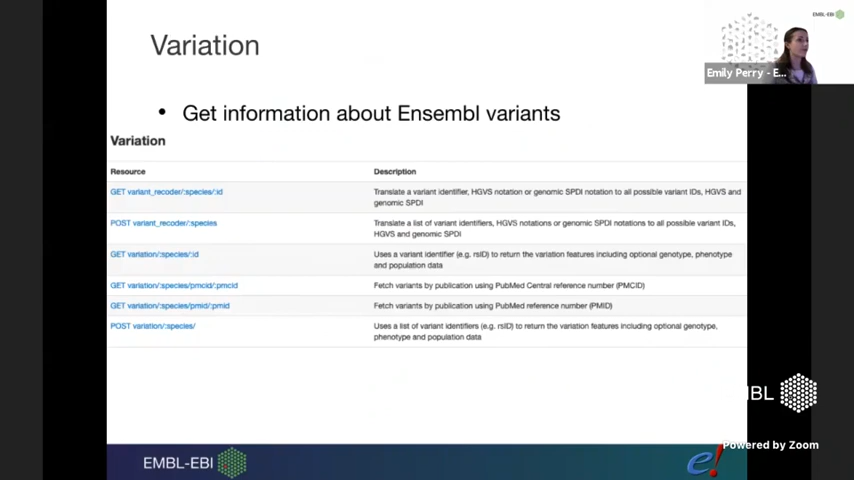 Variation
EMBL-EBI
Emily Perry - E...
• Get information about Ensembl variants
Variation
Resource Description
GET variant_recoder/:species/:id Translate a variant identifier, HGVS notation or genomic SPDI notation to all possible variant IDs, HGVS and
genomic SPDI
POST variant_recoder/:species Translate a list of variant identifiers, HGVS notations or genomic SPDI notations to all possible variant IDs,
HGVS and genomic SPDI
GET variation/:species/:id Uses a variant identifier (e.g. rsID) to return the variation features including optional genotype, phenotype
and population data
GET variation/:species/pmcid/:pmcid Fetch variants by publication using PubMed Central reference number (PMCID)
GET variation/:species/pmid/:pmid Fetch variants by publication using PubMed reference number (PMID)
POST variation/:species/ Uses a list of variant identifiers (e.g. rsID) to return the variation features including optional genotype,
phenotype and population data
BL
Powered by Zoom
EMBL-EBI
e!